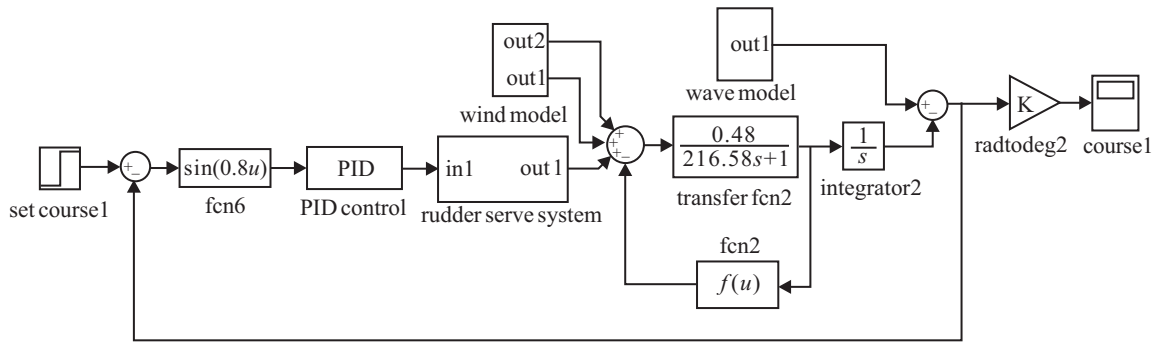 out2
out1
wind model
out1
wave model
+
−
K
radtodeg2
course1
set course1
+
−
sin(0.8u)
fcn6
PID
PID control
in1
out 1
rudder serve system
+
+
+
+
−
0.48
216.58s+1
transfer fcn2
1
s
integrator2
fcn2
f(u)